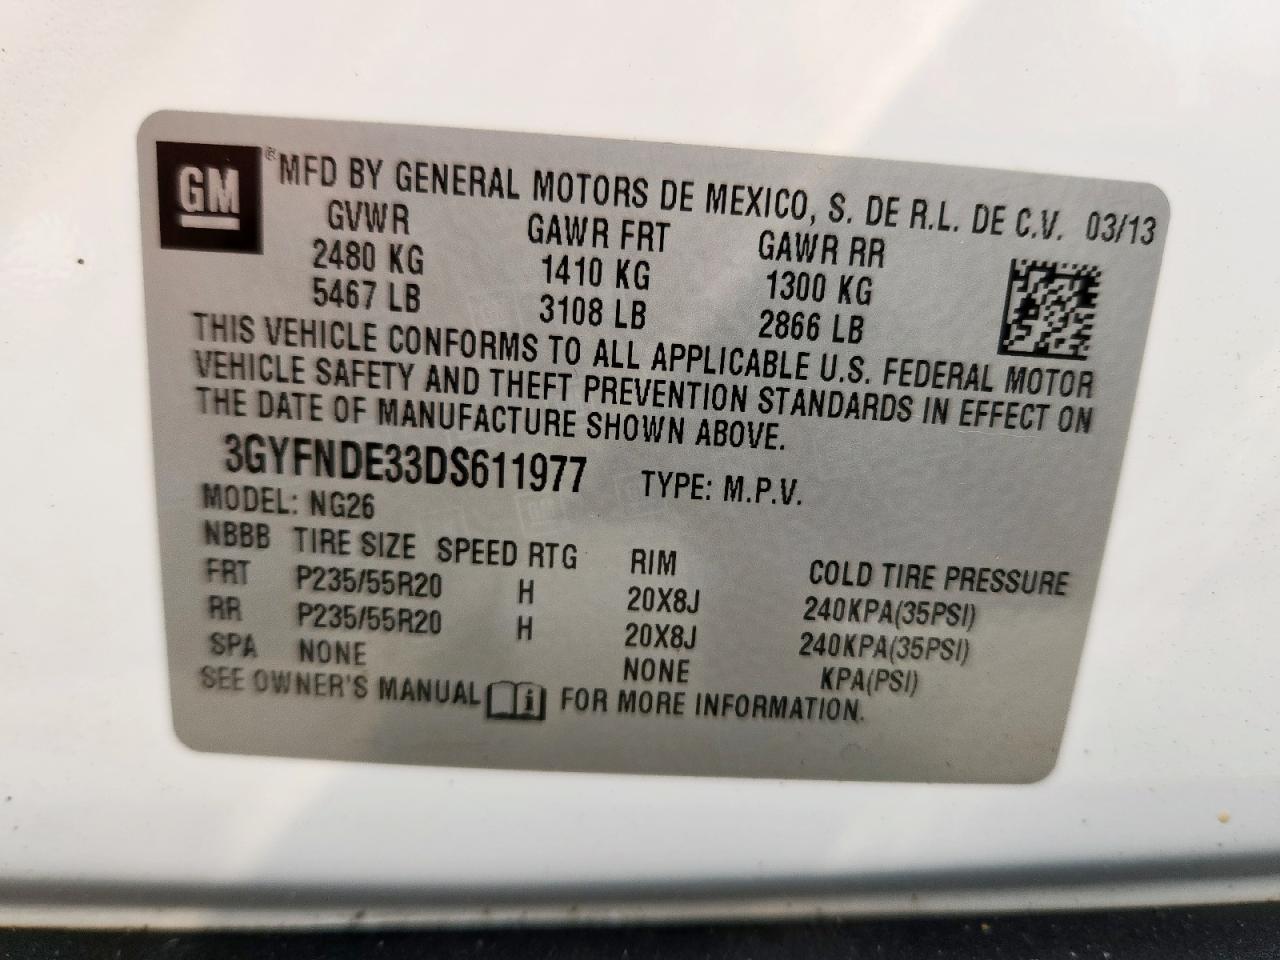 GM ® MFD BY GENERAL MOTORS DE MEXICO, S. DE R.L. DE C.V. 03/13
GVWR GAWR FRT GAWR RR
2480 KG 1410 KG 1300 KG
5467 LB 3108 LB 2866 LB
THIS VEHICLE CONFORMS TO ALL APPLICABLE U.S. FEDERAL MOTOR
VEHICLE SAFETY AND THEFT PREVENTION STANDARDS IN EFFECT ON
THE DATE OF MANUFACTURE SHOWN ABOVE.
3GYFNDE33DS611977 TYPE: M.P.V.
MODEL: NG26
NBBB TIRE SIZE SPEED RTG RIM COLD TIRE PRESSURE
FRT P235/55R20 H 20X8J 240KPA(35PSI)
RR P235/55R20 H 20X8J 240KPA(35PSI)
SPA NONE NONE KPA(PSI)
SEE OWNER'S MANUAL i FOR MORE INFORMATION.